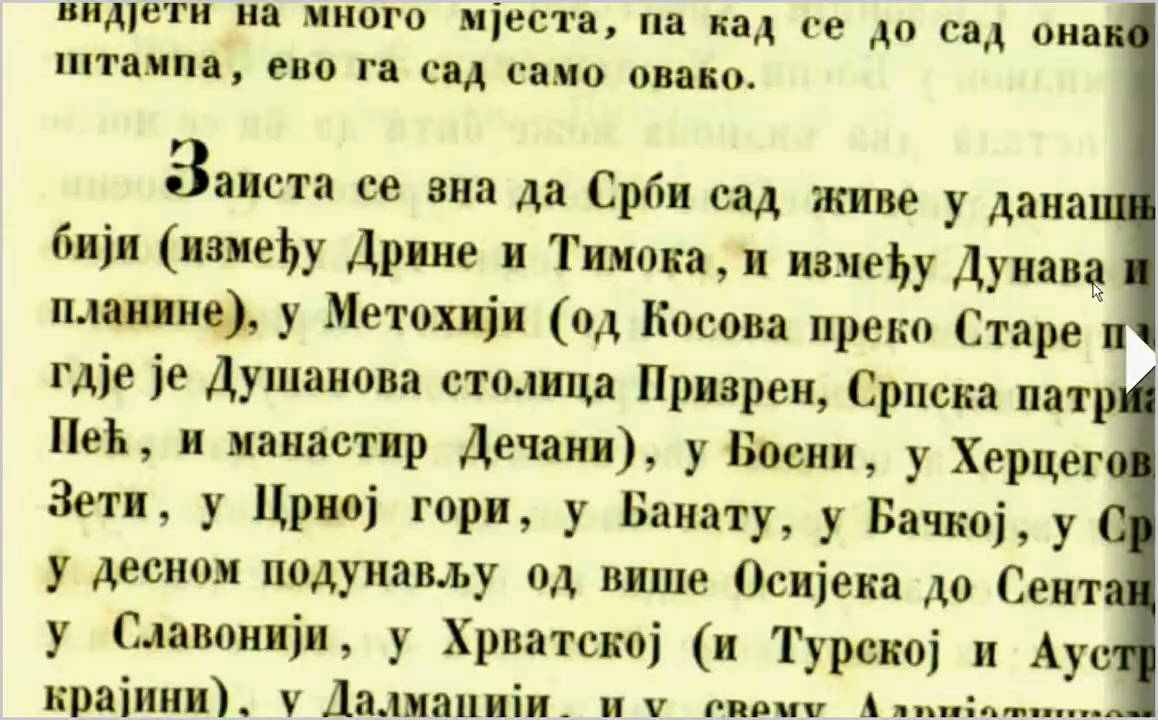 видјети на много мјеста, па кад се до сад онако
штампа, ево га сад само овако.
Заиста се зна да Срби сад живе у данашњ
бији (између Дрине и Тимока, и између Дунава и
планине), у Метохији (од Косова преко Старе пл
гдје је Душанова столица Призрен, Српска патриа
Пећ, и манастир Дечани), у Босни, у Херцегов
Зети, у Црној гори, у Банату, у Бачкој, у Ср
у десном подунављу од више Осијека до Сентан
у Славонији, у Хрватској (и Турској и Аустр
крајини), у Далмацији, и у свему Адријатичком